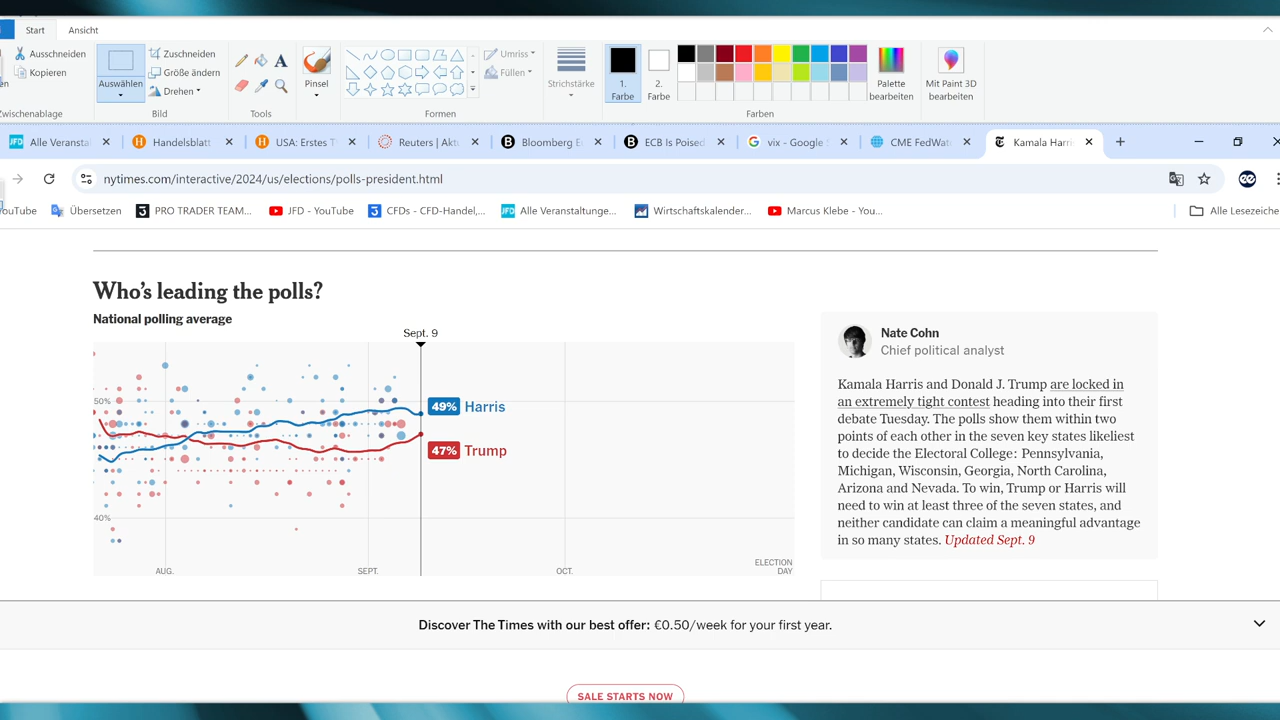 Start Ansicht
Ausschneiden
Kopieren
Zwischenablage
Auswählen
Zuschneiden
Größe ändern
Drehen
Bild
Tools
Pinsel
Umriss
Füllen
Formen
Strichstärke
1.
Farbe
2.
Farbe
Palette
bearbeiten
Farben
Mit Paint 3D
bearbeiten
Alle Veransta
Handelsblatt
USA: Erstes T
Reuters | Akt
Bloomberg E
ECB Is Poised
vix - Google
CME FedWat
Kamala Harri
nytimes.com/interactive/2024/us/elections/polls-president.html
ouTube
Übersetzen
PRO TRADER TEAM...
JFD - YouTube
CFDs - CFD-Handel,...
Alle Veranstaltunge...
Wirtschaftskalender...
Marcus Klebe - You...
Alle Lesezeiche
Who's leading the polls?
National polling average
Sept. 9
50%
49% Harris
47% Trump
40%
AUG.
SEPT.
OCT.
ELECTION
DAY
Nate Cohn
Chief political analyst
Kamala Harris and Donald J. Trump are locked in
an extremely tight contest heading into their first
debate Tuesday. The polls show them within two
points of each other in the seven key states likeliest
to decide the Electoral College: Pennsylvania,
Michigan, Wisconsin, Georgia, North Carolina,
Arizona and Nevada. To win, Trump or Harris will
need to win at least three of the seven states, and
neither candidate can claim a meaningful advantage
in so many states. Updated Sept. 9
Discover The Times with our best offer: €0.50/week for your first year.
SALE STARTS NOW